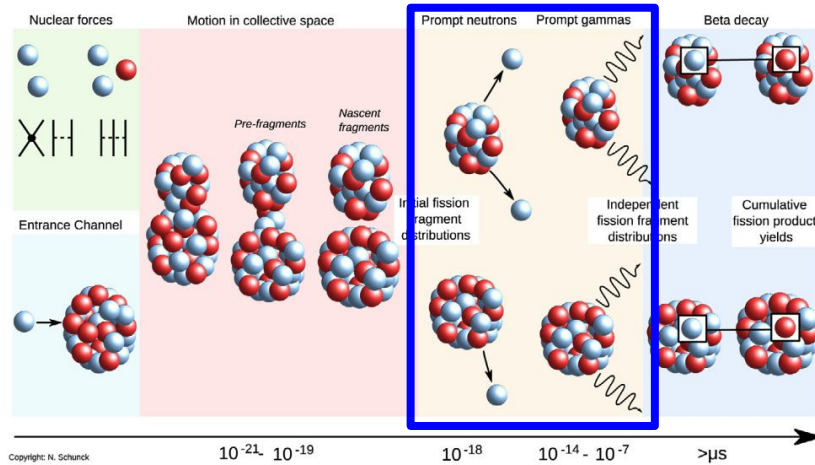 Nuclear forces
Motion in collective space
Prompt neutrons
Prompt gammas
Beta decay
Pre-fragments
Nascent
fragments
Entrance Channel
Initial fission
fragment
distributions
Independent
fission fragment
distributions
Cumulative
fission product
yields
Copyright: N. Schunck
10⁻²¹- 10⁻¹⁹
10⁻¹⁸
10⁻¹⁴ - 10⁻⁷
>μs